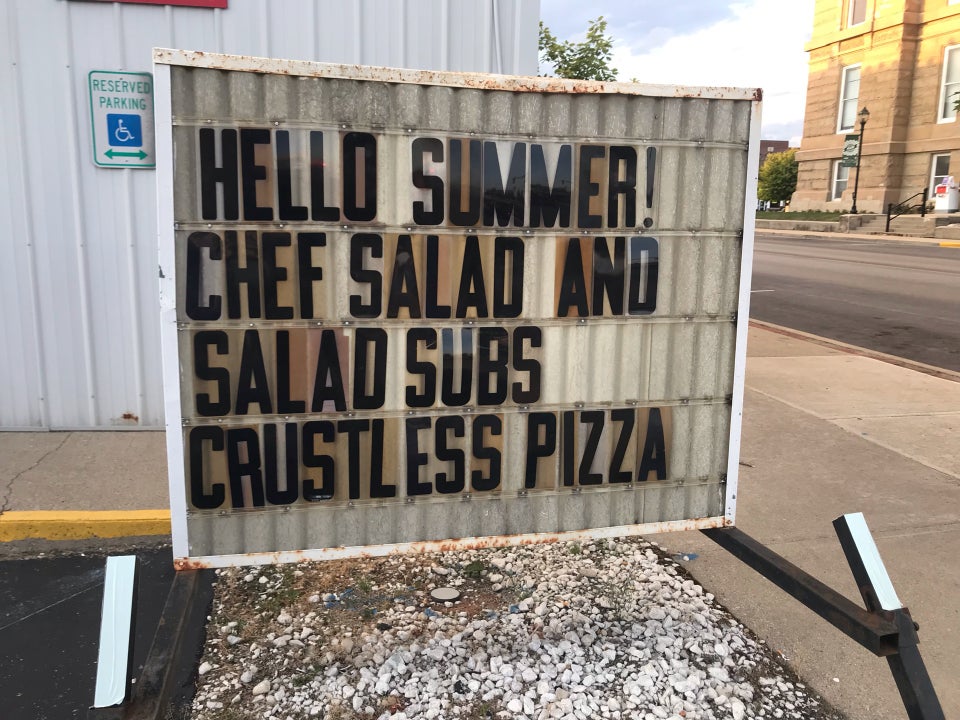 RESERVED
PARKING
HELLO SUMMER!
CHEF SALAD AND
SALAD SUBS
CRUSTLESS PIZZA